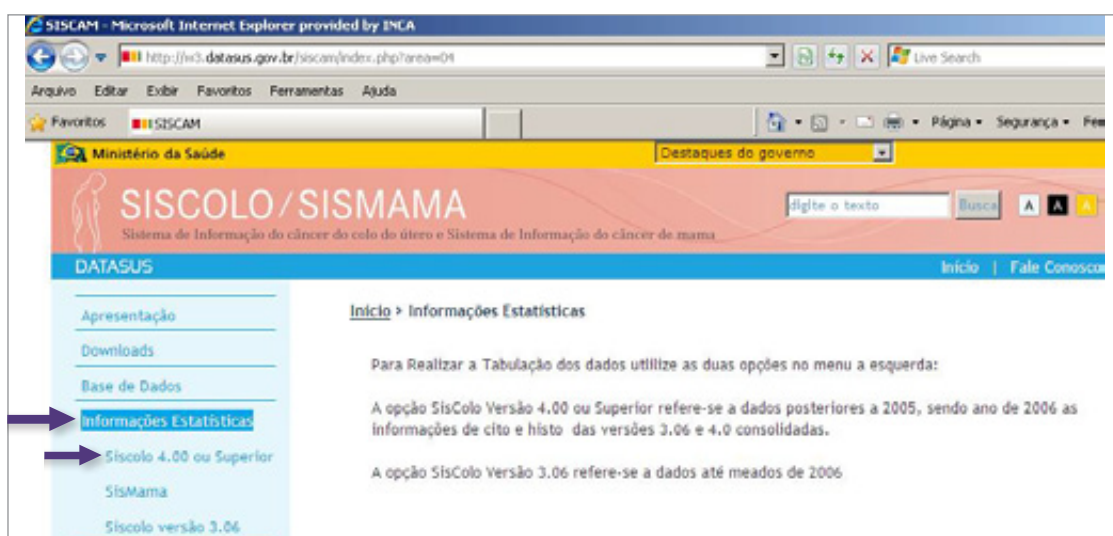 SISCAM - Microsoft Internet Explorer provided by INCA
http://w3.datasus.gov.br/siscam/index.php?area=04
Live Search
Arquivo Editar Exibir Favoritos Ferramentas Ajuda
Favoritos SISCAM Página Segurança
Ministério da Saúde Destaques do governo
SISCOLO/SISMAMA
digite o texto Busca A A A
Sistema de Informação do câncer do colo do útero e Sistema de Informação do câncer de mama
DATASUS Início | Fale Conosco
Apresentação
Downloads
Base de Dados
Informações Estatísticas
Siscolo 4.00 ou Superior
SisMama
Siscolo versão 3.06
Início > Informações Estatísticas
Para Realizar a Tabulação dos dados utililize as duas opções no menu a esquerda:
A opção SisColo Versão 4.00 ou Superior refere-se a dados posteriores a 2005, sendo ano de 2006 as
informações de cito e histo das versões 3.06 e 4.0 consolidadas.
A opção SisColo Versão 3.06 refere-se a dados até meados de 2006